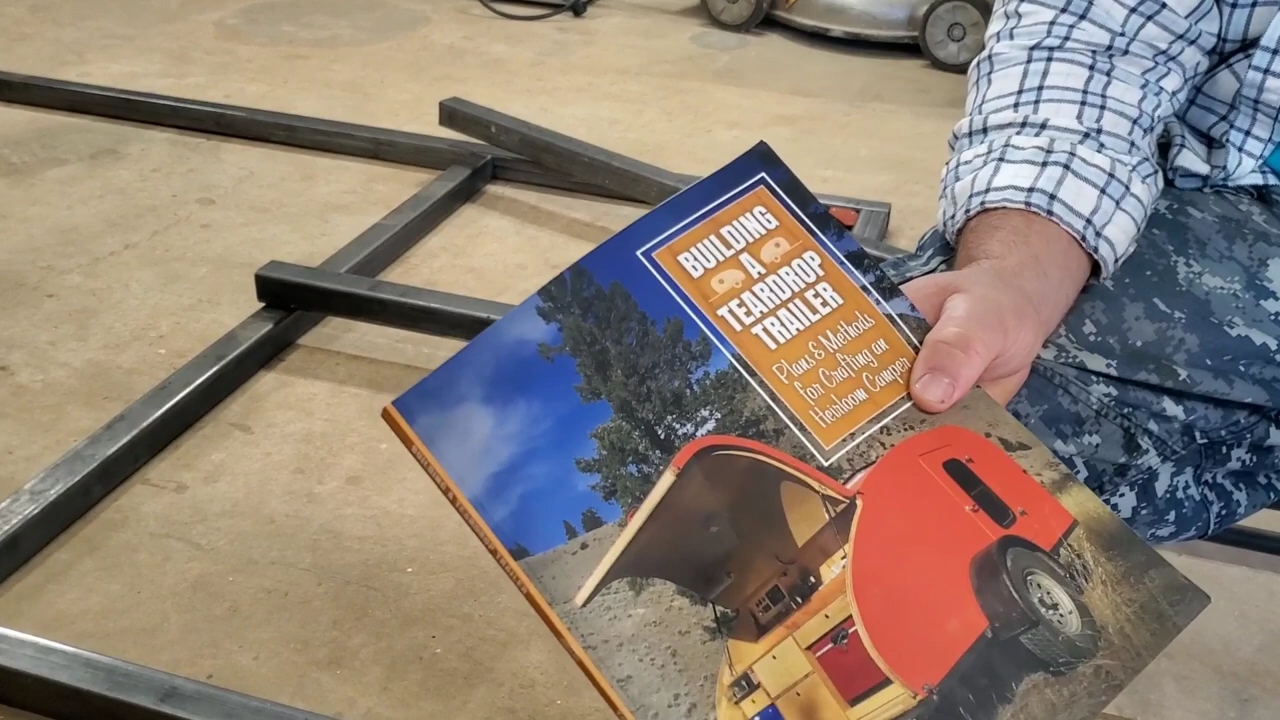 BUILDING
A
TEARDROP
TRAILER
Plans & Methods
for Crafting an
Heirloom Camper
BUILDING A TEARDROP TRAILER